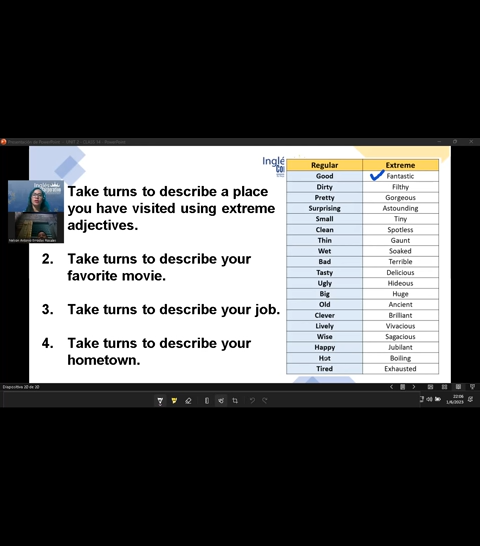 Inglé
Take turns to describe a place
you have visited using extreme
adjectives.
2. Take turns to describe your
favorite movie.
3. Take turns to describe your job.
4. Take turns to describe your
hometown.
Regular Extreme
Good Fantastic
Dirty Filthy
Pretty Gorgeous
Surprising Astounding
Small Tiny
Clean Spotless
Thin Gaunt
Wet Soaked
Bad Terrible
Tasty Delicious
Ugly Hideous
Big Huge
Old Ancient
Clever Brilliant
Lively Vivacious
Wise Sagacious
Happy Jubilant
Hot Boiling
Tired Exhausted
Diapositiva 20 de 20
22:06